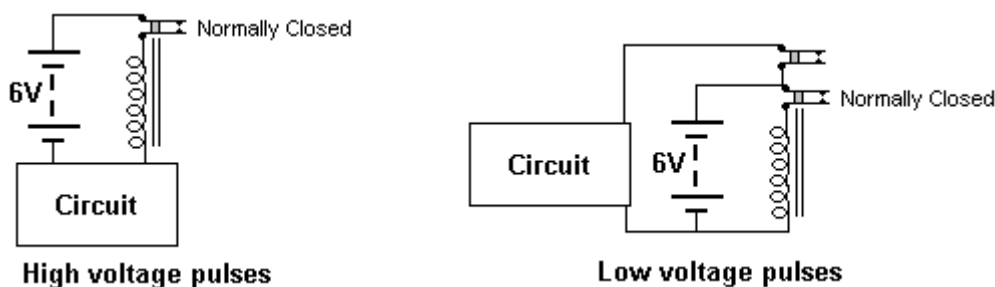 Normally Closed
6V
Circuit
High voltage pulses
Normally Closed
Circuit
6V
Low voltage pulses